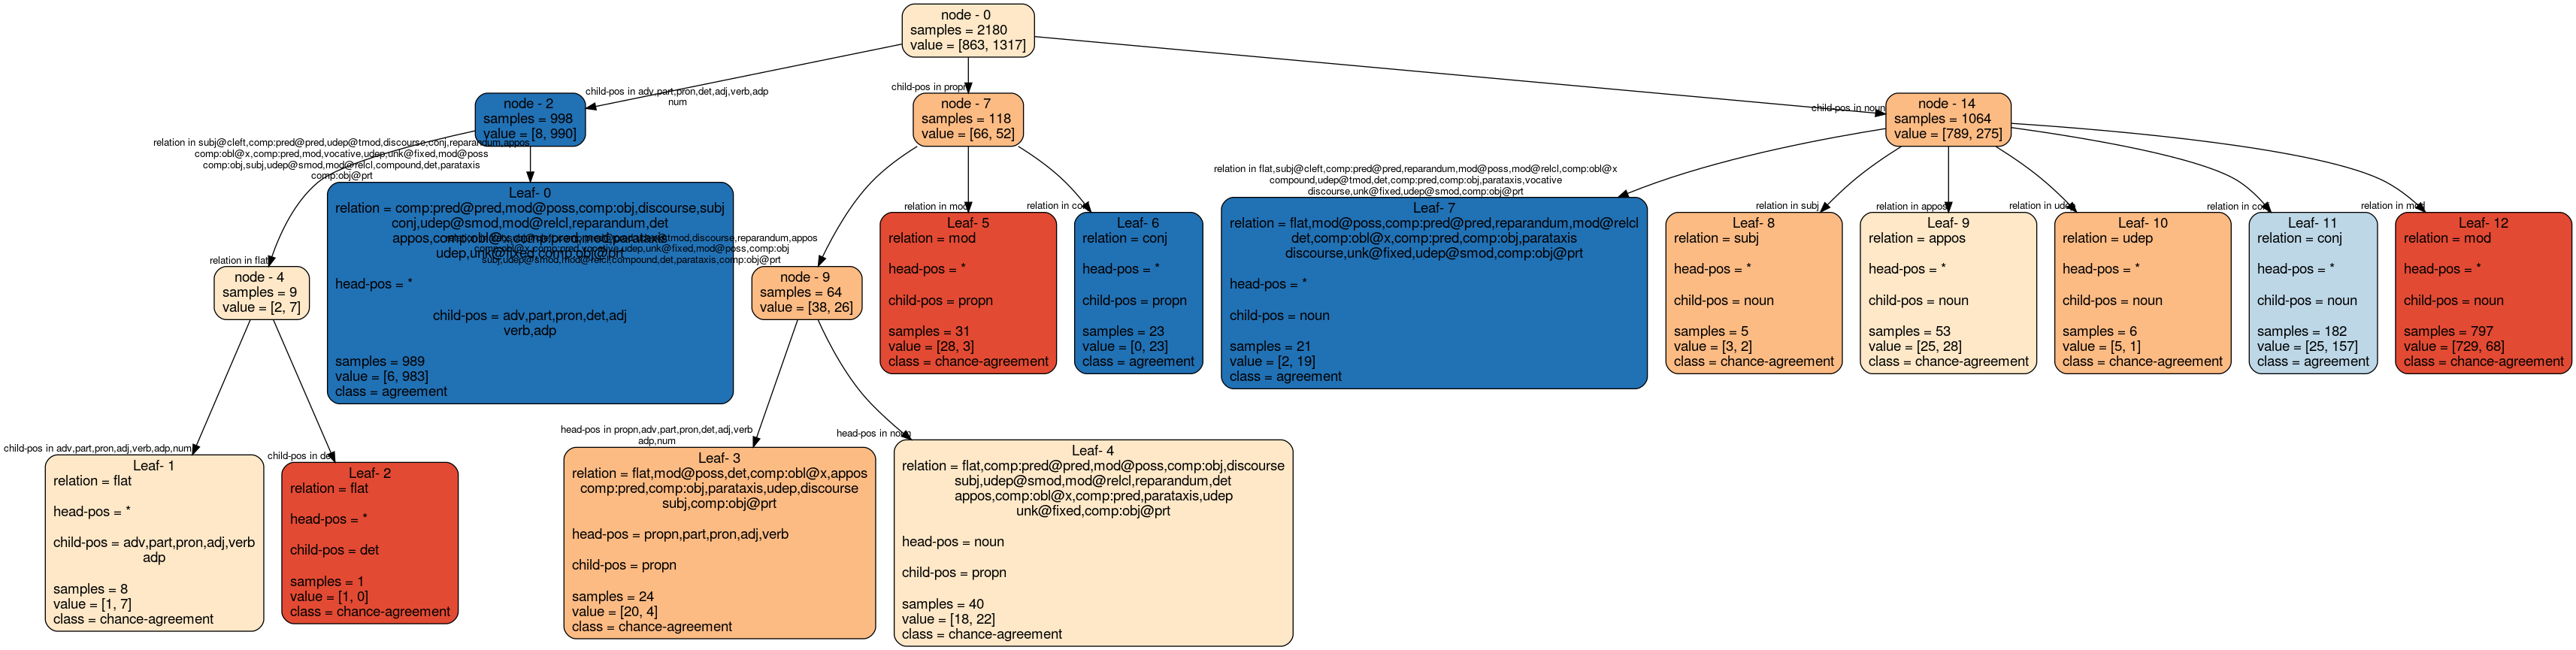 node - 0
samples = 2180
value = [863, 1317]
child-pos in adv,part,pron,det,adj,verb,adp
num
child-pos in propn
child-pos in noun
node - 2
samples = 998
value = [8, 990]
node - 7
samples = 118
value = [66, 52]
node - 14
samples = 1064
value = [789, 275]
relation in subj@cleft,comp:pred@pred,udep@tmod,discourse,conj,reparandum,appos
comp:obl@x,comp:pred,mod,vocative,udep,unk@fixed,mod@poss
comp:obj,subj,udep@smod,mod@relcl,compound,det,parataxis
comp:obj@prt
relation in flat,subj@cleft,comp:pred@pred,reparandum,mod@poss,mod@relcl,comp:obl@x
compound,udep@tmod,det,comp:pred,comp:obj,parataxis,vocative
discourse,unk@fixed,udep@smod,comp:obj@prt
relation in flat
relation in mod
relation in conj
relation in subj
relation in appos
relation in udep
relation in conj
relation in mod
Leaf- 0
relation = comp:pred@pred,mod@poss,comp:obj,discourse,subj
conj,udep@smod,mod@relcl,reparandum,det
appos,comp:obl@x,comp:pred,mod,parataxis
udep,unk@fixed,comp:obl@prt
head-pos = *
child-pos = adv,part,pron,det,adj
verb,adp
samples = 989
value = [6, 983]
class = agreement
tmod,discourse,reparandum,appos
subj,udep@smod,mod@relcl,compound,det,parataxis,comp:obj@prt
node - 4
samples = 9
value = [2, 7]
node - 9
samples = 64
value = [38, 26]
Leaf- 5
relation = mod
head-pos = *
child-pos = propn
samples = 31
value = [28, 3]
class = chance-agreement
Leaf- 6
relation = conj
head-pos = *
child-pos = propn
samples = 23
value = [0, 23]
class = agreement
Leaf- 7
relation = flat,mod@poss,comp:pred@pred,reparandum,mod@relcl
det,comp:obl@x,comp:pred,comp:obj,parataxis
discourse,unk@fixed,udep@smod,comp:obj@prt
head-pos = *
child-pos = noun
samples = 21
value = [2, 19]
class = agreement
Leaf- 8
relation = subj
head-pos = *
child-pos = noun
samples = 5
value = [3, 2]
class = chance-agreement
Leaf- 9
relation = appos
head-pos = *
child-pos = noun
samples = 53
value = [25, 28]
class = chance-agreement
Leaf- 10
relation = udep
head-pos = *
child-pos = noun
samples = 6
value = [5, 1]
class = chance-agreement
Leaf- 11
relation = conj
head-pos = *
child-pos = noun
samples = 182
value = [25, 157]
class = agreement
Leaf- 12
relation = mod
head-pos = *
child-pos = noun
samples = 797
value = [729, 68]
class = chance-agreement
child-pos in adv,part,pron,adj,verb,adp,num
child-pos in det
head-pos in propn,adv,part,pron,det,adj,verb
adp,num
head-pos in noun
Leaf- 1
relation = flat
head-pos = *
child-pos = adv,part,pron,adj,verb
adp
samples = 8
value = [1, 7]
class = chance-agreement
Leaf- 2
relation = flat
head-pos = *
child-pos = det
samples = 1
value = [1, 0]
class = chance-agreement
Leaf- 3
relation = flat,mod@poss,det,comp:obl@x,appos
comp:pred,comp:obj,parataxis,udep,discourse
subj,comp:obj@prt
head-pos = propn,part,pron,adj,verb
child-pos = propn
samples = 24
value = [20, 4]
class = chance-agreement
Leaf- 4
relation = flat,comp:pred@pred,mod@poss,comp:obj,discourse
subj,udep@smod,mod@relcl,reparandum,det
appos,comp:obl@x,comp:pred,parataxis,udep
unk@fixed,comp:obj@prt
head-pos = noun
child-pos = propn
samples = 40
value = [18, 22]
class = chance-agreement